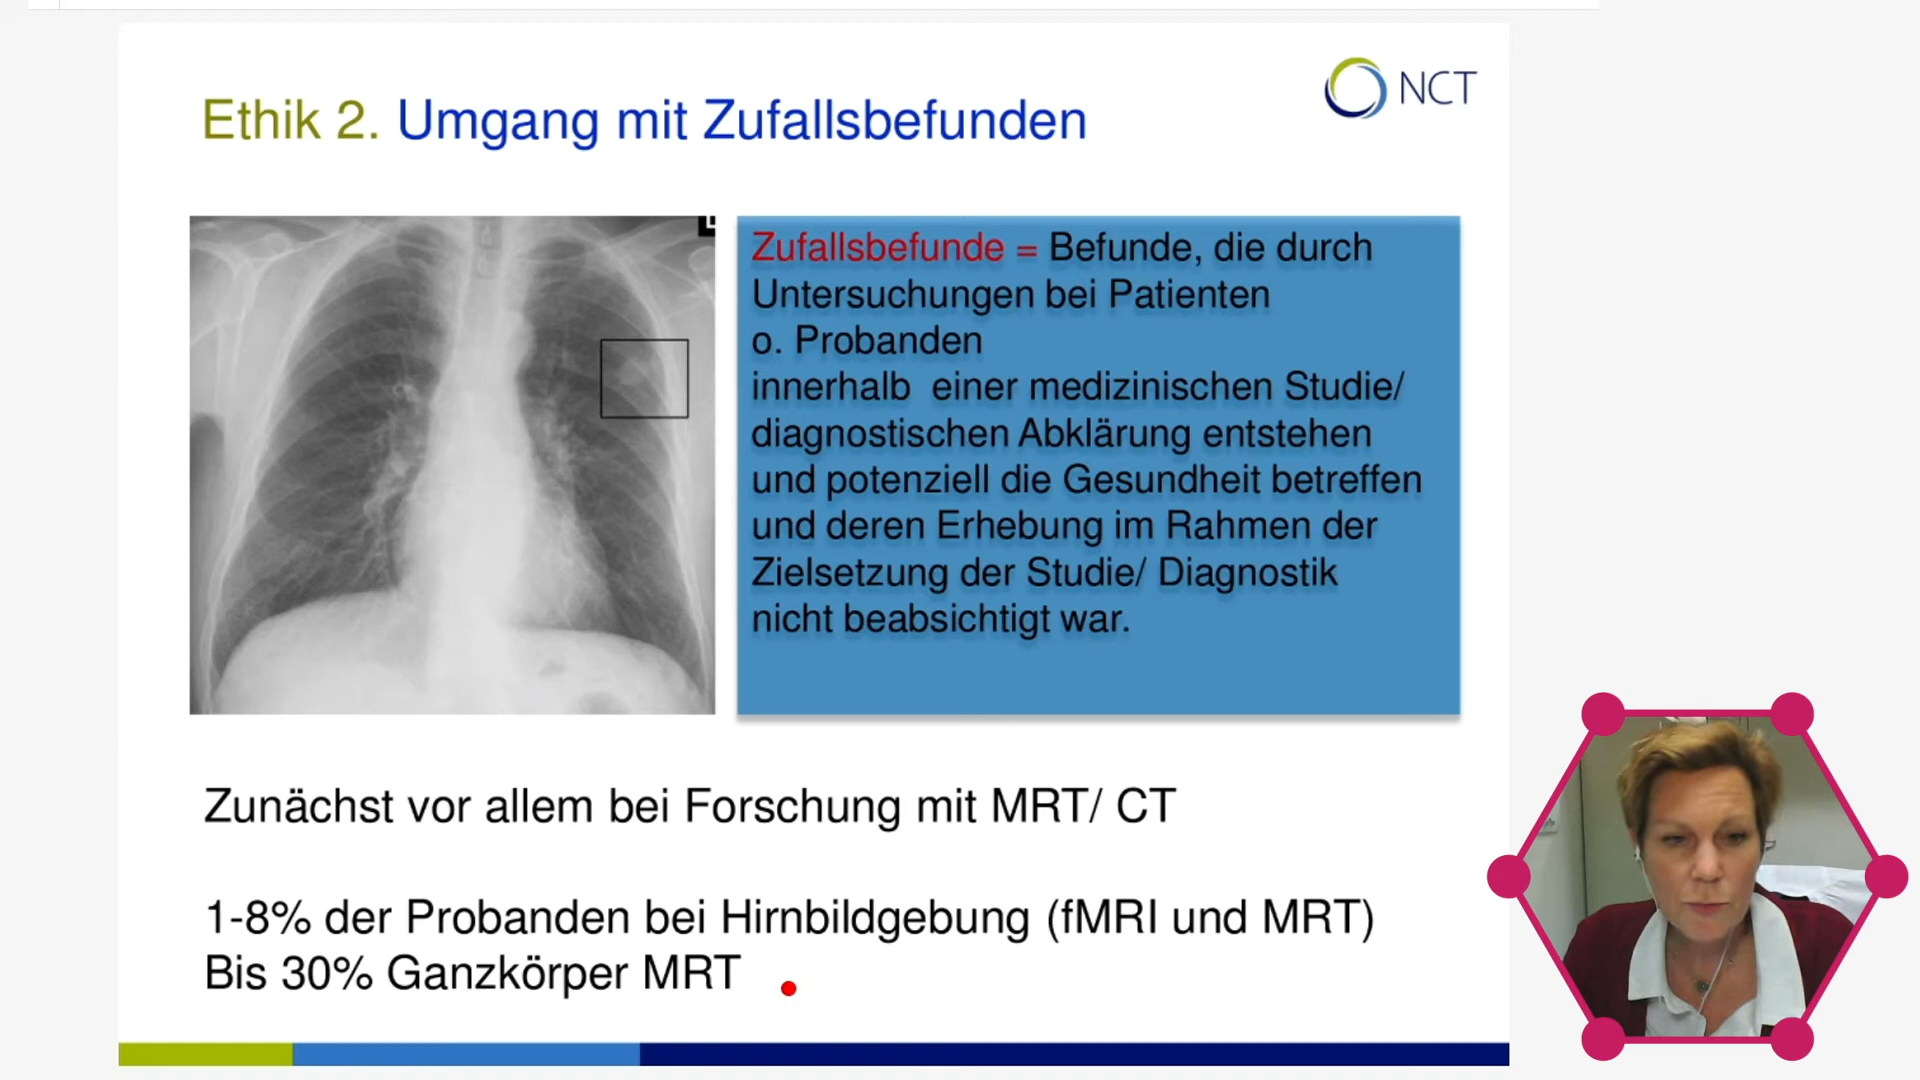 NCT
Ethik 2. Umgang mit Zufallsbefunden
Zufallsbefunde = Befunde, die durch
Untersuchungen bei Patienten
o. Probanden
innerhalb einer medizinischen Studie/
diagnostischen Abklärung entstehen
und potenziell die Gesundheit betreffen
und deren Erhebung im Rahmen der
Zielsetzung der Studie/ Diagnostik
nicht beabsichtigt war.
Zunächst vor allem bei Forschung mit MRT/ CT
1-8% der Probanden bei Hirnbildgebung (fMRI und MRT)
Bis 30% Ganzkörper MRT